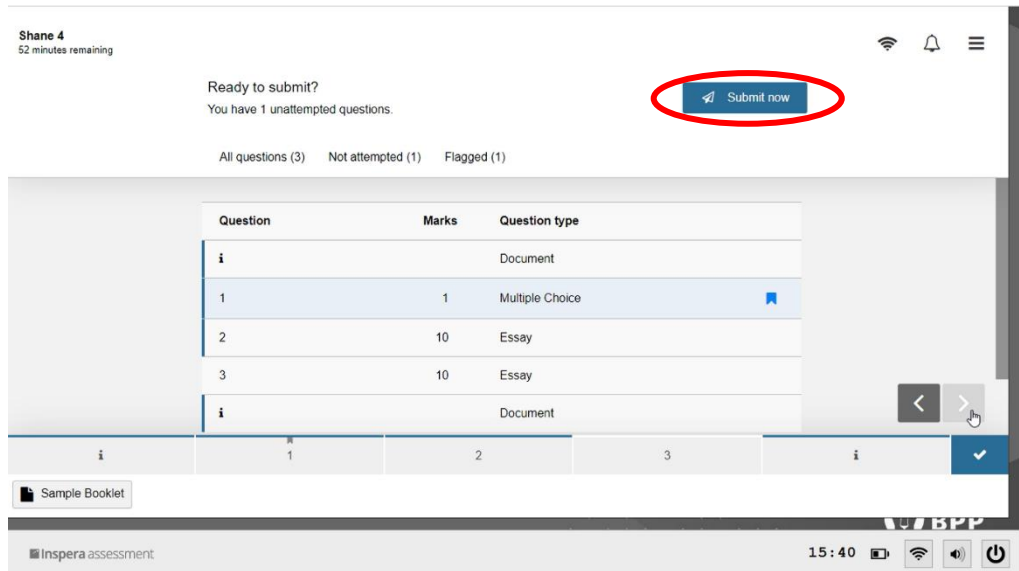 Shane 4
52 minutes remaining
Ready to submit?
You have 1 unattempted questions.
Submit now
All questions (3) Not attempted (1) Flagged (1)
Question Marks Question type
i Document
1 1 Multiple Choice
2 10 Essay
3 10 Essay
i Document
i 1 2 3 i
Sample Booklet
BPP
Inspera assessment 15:40